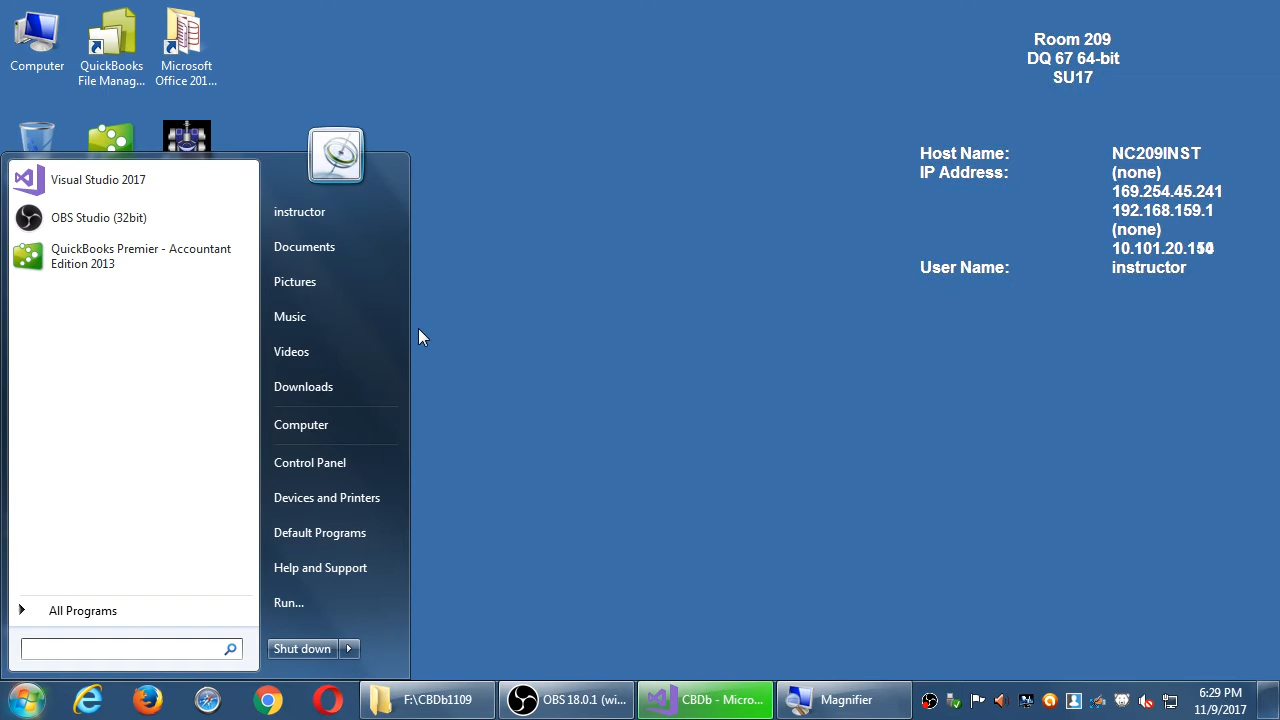 Computer
QuickBooks
File Manag...
Microsoft
Office 201...
Room 209
DQ 67 64-bit
SU17
Host Name: NC209INST
IP Address: (none)
169.254.45.241
192.168.159.1
(none)
10.101.20.1
User Name: instructor
Visual Studio 2017
OBS Studio (32bit)
QuickBooks Premier - Accountant
Edition 2013
All Programs
instructor
Documents
Pictures
Music
Videos
Downloads
Computer
Control Panel
Devices and Printers
Default Programs
Help and Support
Run...
Shut down
F:\CBDb1109
OBS 18.0.1 (wi...
CBDb - Micro...
Magnifier
6:29 PM
11/9/2017